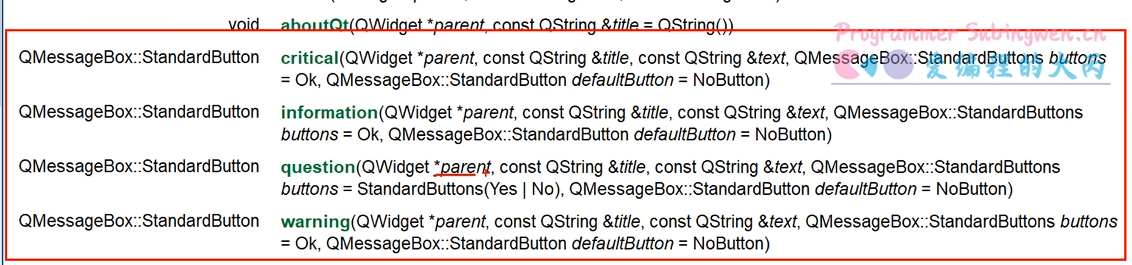 void aboutQt(QWidget *parent, const QString &title = QString())
Programmer Subingwen.cn
QMessageBox::StandardButton critical(QWidget *parent, const QString &title, const QString &text, QMessageBox::StandardButtons buttons
= Ok, QMessageBox::StandardButton defaultButton = NoButton)
爱编程的大丙
QMessageBox::StandardButton information(QWidget *parent, const QString &title, const QString &text, QMessageBox::StandardButtons
buttons = Ok, QMessageBox::StandardButton defaultButton = NoButton)
QMessageBox::StandardButton question(QWidget *parent, const QString &title, const QString &text, QMessageBox::StandardButtons
buttons = StandardButtons(Yes | No), QMessageBox::StandardButton defaultButton = NoButton)
QMessageBox::StandardButton warning(QWidget *parent, const QString &title, const QString &text, QMessageBox::StandardButtons buttons
= Ok, QMessageBox::StandardButton defaultButton = NoButton)